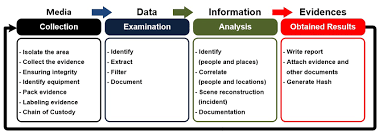 Media
Data
Information
Evidences
Collection
Examination
Analysis
Obtained Results
- Isolate the area
- Collect the evidence
- Ensuring integrity
- Identify equipment
- Pack evidence
- Labeling evidence
- Chain of Custody
- Identify
- Extract
- Filter
- Document
- Identify
(people and places)
- Correlate
(people and locations)
- Scene reconstruction
(incident)
- Documentation
- Write report
- Attach evidence and
other documents
- Generate Hash